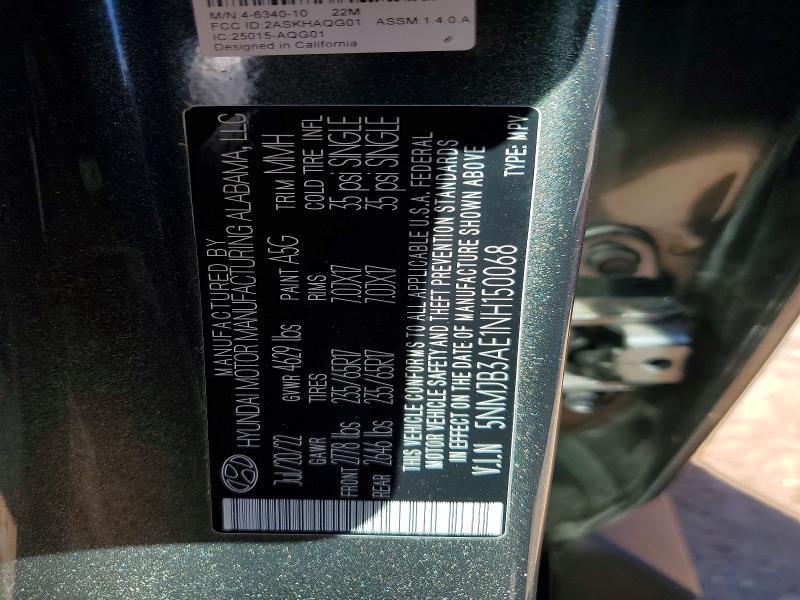 M/N:4-6340-10 22M
FCC ID:2ASKHAQG01 ASSM:1.4.0.A
IC:25015-AQG01
Designed in California
MANUFACTURED BY
HYUNDAI MOTOR MANUFACTURING ALABAMA, LLC
JUL/20/22 GVWR 4629 lbs PAINT A5G TRIM MMH
GAWR TIRES RIMS COLD TIRE INFL
FRONT 2778 lbs 235/65R17 7.0JX17 35 psi SINGLE
REAR 2646 lbs 235/65R17 7.0JX17 35 psi SINGLE
THIS VEHICLE CONFORMS TO ALL APPLICABLE U.S.A. FEDERAL
MOTOR VEHICLE SAFETY AND THEFT PREVENTION STANDARDS
IN EFFECT ON THE DATE OF MANUFACTURE SHOWN ABOVE
V.I.N 5NMJB3AE1NH150068 TYPE: MPV